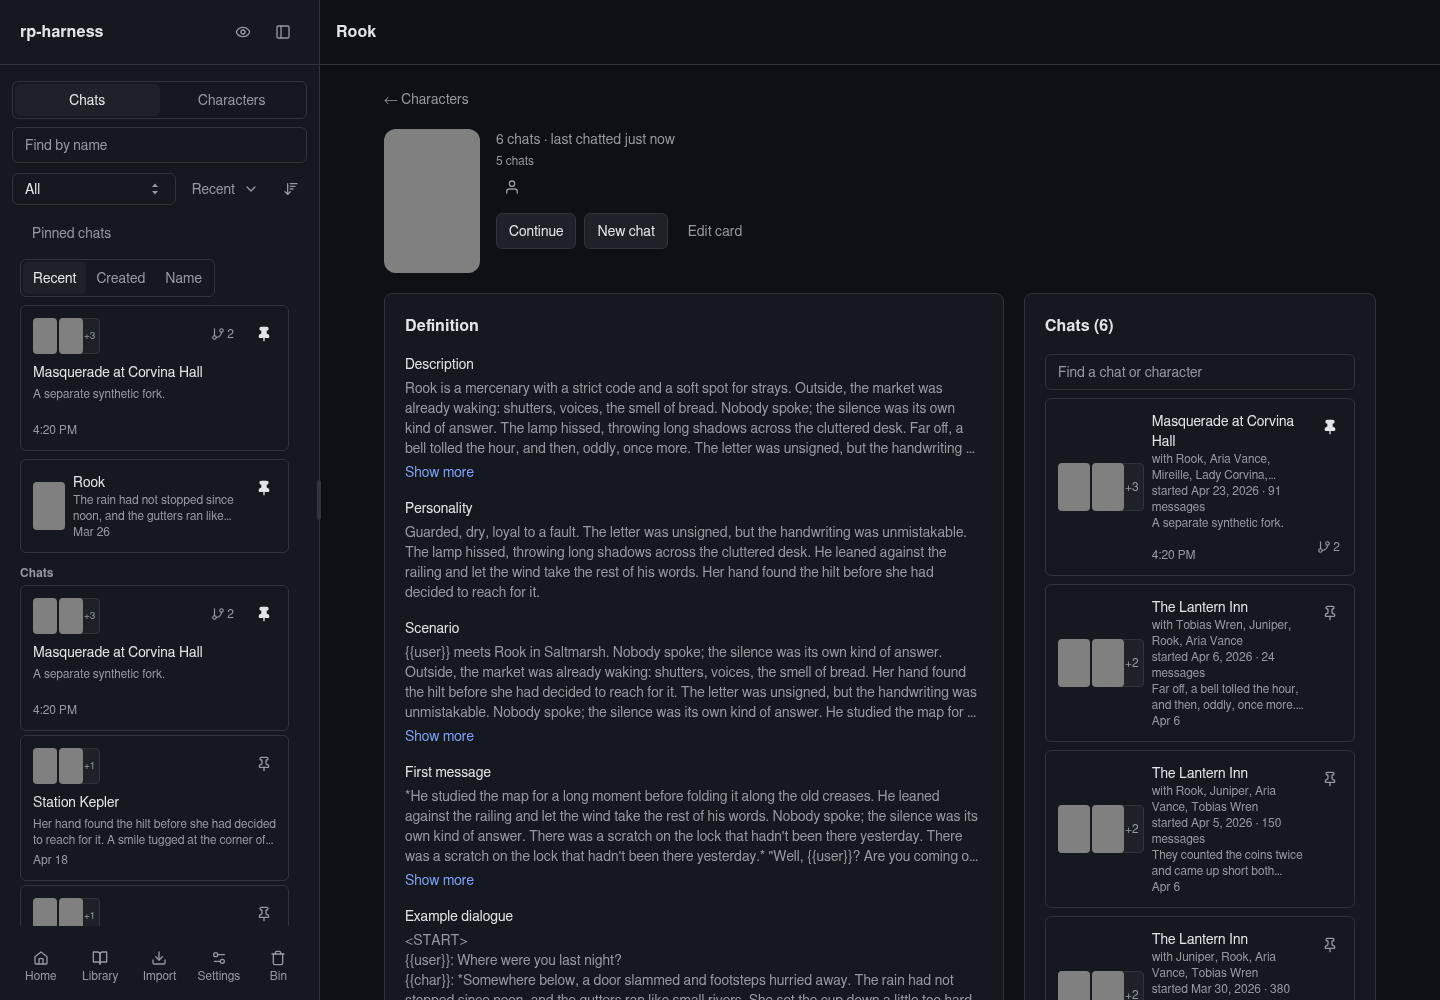 rp-harness
Chats
Characters
Find by name
All
Recent
Pinned chats
Recent
Created
Name
+3
2
Masquerade at Corvina Hall
A separate synthetic fork.
4:20 PM
Rook
The rain had not stopped since
noon, and the gutters ran like…
Mar 26
Chats
+3
2
Masquerade at Corvina Hall
A separate synthetic fork.
4:20 PM
+1
Station Kepler
Her hand found the hilt before she had decided
to reach for it. A smile tugged at the corner of…
Apr 18
+1
Home
Library
Import
Settings
Bin
Rook
← Characters
6 chats · last chatted just now
5 chats
Continue
New chat
Edit card
Definition
Description
Rook is a mercenary with a strict code and a soft spot for strays. Outside, the market was
already waking: shutters, voices, the smell of bread. Nobody spoke; the silence was its own
kind of answer. The lamp hissed, throwing long shadows across the cluttered desk. Far off, a
bell tolled the hour, and then, oddly, once more. The letter was unsigned, but the handwriting ...
Show more
Personality
Guarded, dry, loyal to a fault. The letter was unsigned, but the handwriting was unmistakable.
The lamp hissed, throwing long shadows across the cluttered desk. He leaned against the
railing and let the wind take the rest of his words. Her hand found the hilt before she had
decided to reach for it.
Scenario
{{user}} meets Rook in Saltmarsh. Nobody spoke; the silence was its own kind of answer.
Outside, the market was already waking: shutters, voices, the smell of bread. Her hand found
the hilt before she had decided to reach for it. The letter was unsigned, but the handwriting was
unmistakable. Nobody spoke; the silence was its own kind of answer. He studied the map for ...
Show more
First message
*He studied the map for a long moment before folding it along the old creases. He leaned
against the railing and let the wind take the rest of his words. Nobody spoke; the silence was its
own kind of answer. There was a scratch on the lock that hadn't been there yesterday. There
was a scratch on the lock that hadn't been there yesterday.* "Well, {{user}}? Are you coming o...
Show more
Example dialogue
<START>
{{user}}: Where were you last night?
{{char}}: *Somewhere below, a door slammed and footsteps hurried away. The rain had not
stopped since noon, and the gutters ran like small rivers. She set the cup down a little too hard
Chats (6)
Find a chat or character
+3
Masquerade at Corvina
Hall
with Rook, Aria Vance,
Mireille, Lady Corvina,…
started Apr 23, 2026 · 91
messages
A separate synthetic fork.
4:20 PM
2
+2
The Lantern Inn
with Tobias Wren, Juniper,
Rook, Aria Vance
started Apr 6, 2026 · 24
messages
Far off, a bell tolled the hour,
and then, oddly, once more.…
Apr 6
+2
The Lantern Inn
with Rook, Juniper, Aria
Vance, Tobias Wren
started Apr 5, 2026 · 150
messages
They counted the coins twice
and came up short both…
Apr 6
+2
The Lantern Inn
with Juniper, Rook, Aria
Vance, Tobias Wren
started Mar 30, 2026 · 380